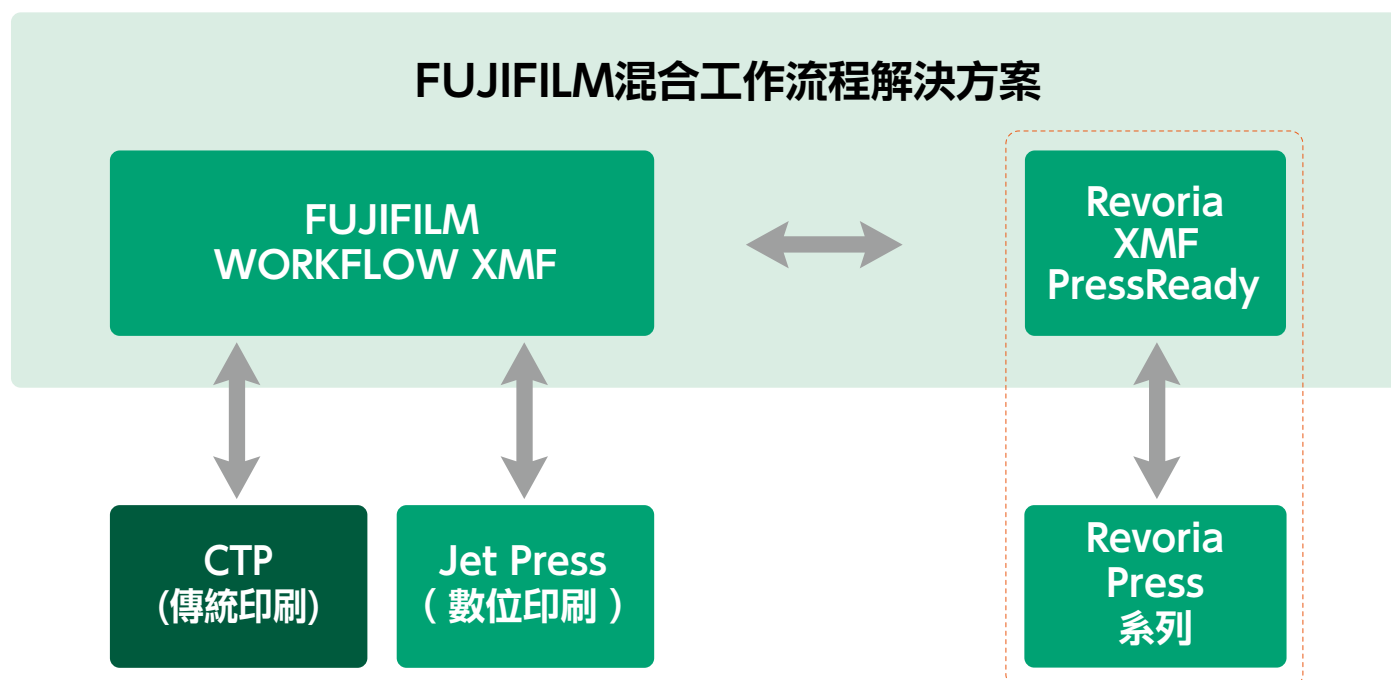 FUJIFILM混合工作流程解決方案
FUJIFILM
WORKFLOW XMF
Revoria
XMF
PressReady
CTP
(傳統印刷)
Jet Press
（數位印刷）
Revoria
Press
系列